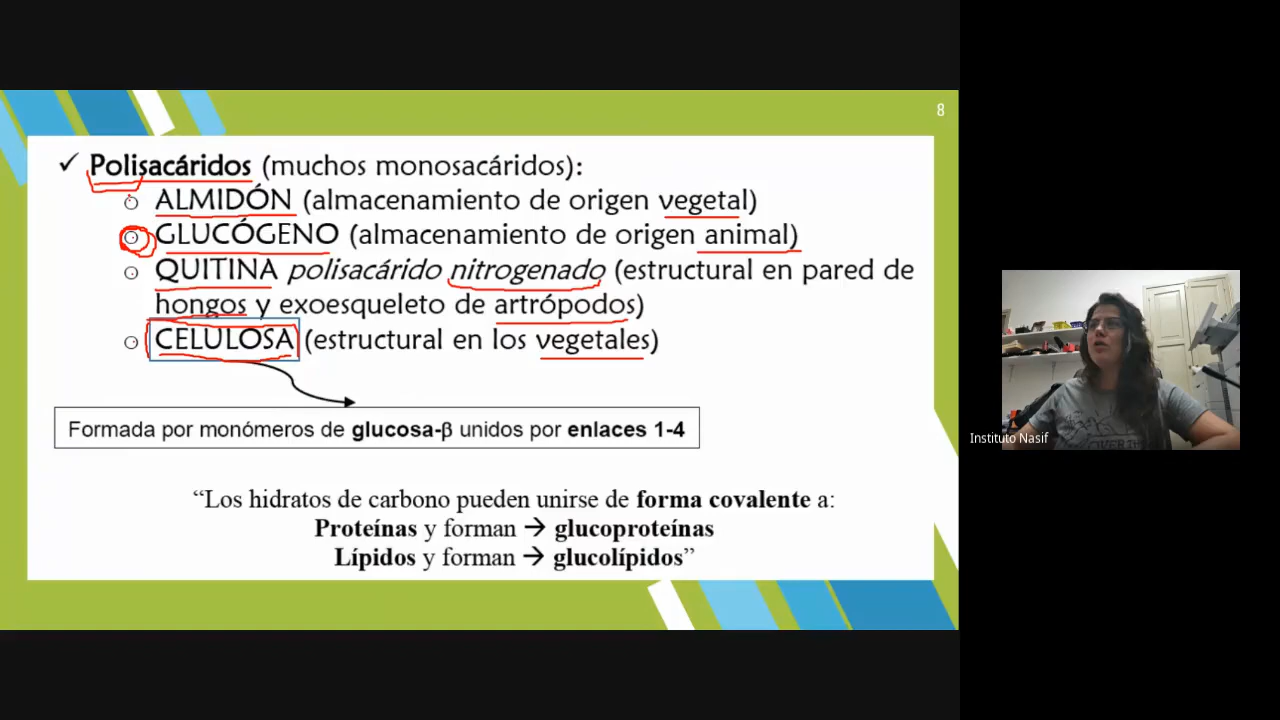 8
✓ Polisacáridos (muchos monosacáridos):
ALMIDÓN (almacenamiento de origen vegetal)
GLUCÓGENO (almacenamiento de origen animal)
QUITINA polisacárido nitrogenado (estructural en pared de
hongos y exoesqueleto de artrópodos)
CELULOSA (estructural en los vegetales)
Formada por monómeros de glucosa-β unidos por enlaces 1-4
“Los hidratos de carbono pueden unirse de forma covalente a:
Proteínas y forman → glucoproteínas
Lípidos y forman → glucolípidos”
Instituto Nasif